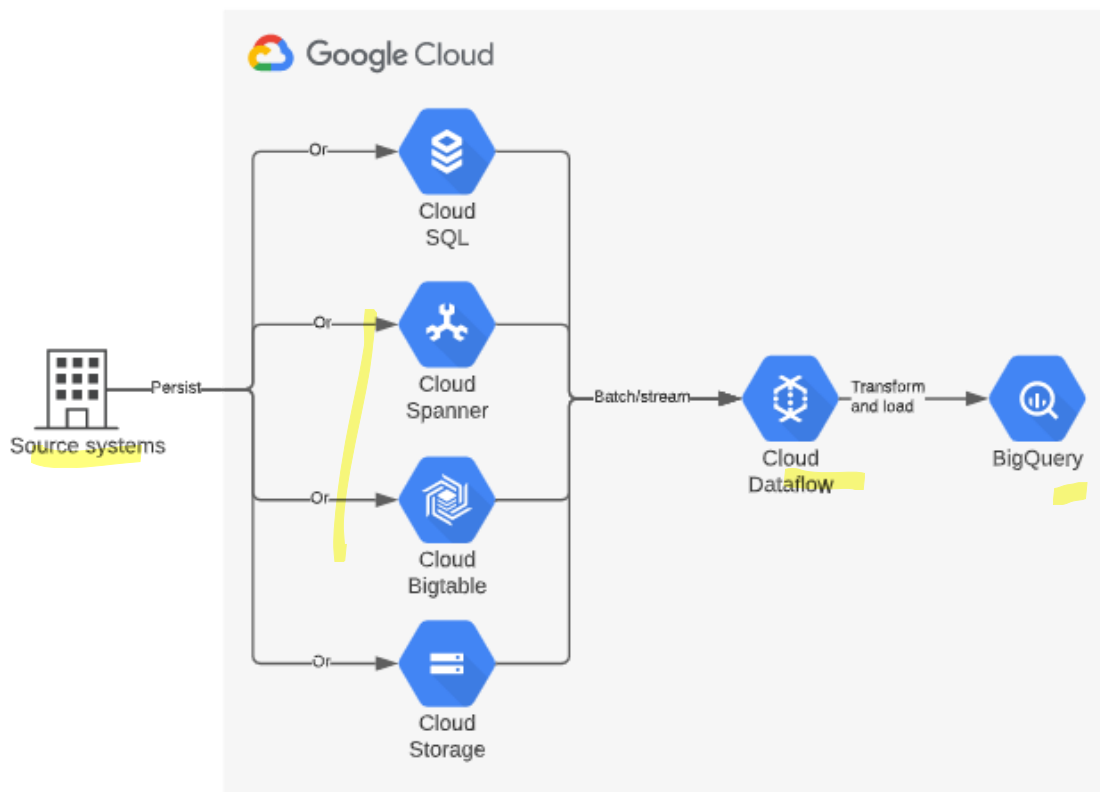 Google Cloud
Or
Cloud
SQL
Or
Cloud
Spanner
Persist
Source systems
Batch/stream
Cloud
Dataflow
Transform
and load
BigQuery
Or
Cloud
Bigtable
Or
Cloud
Storage